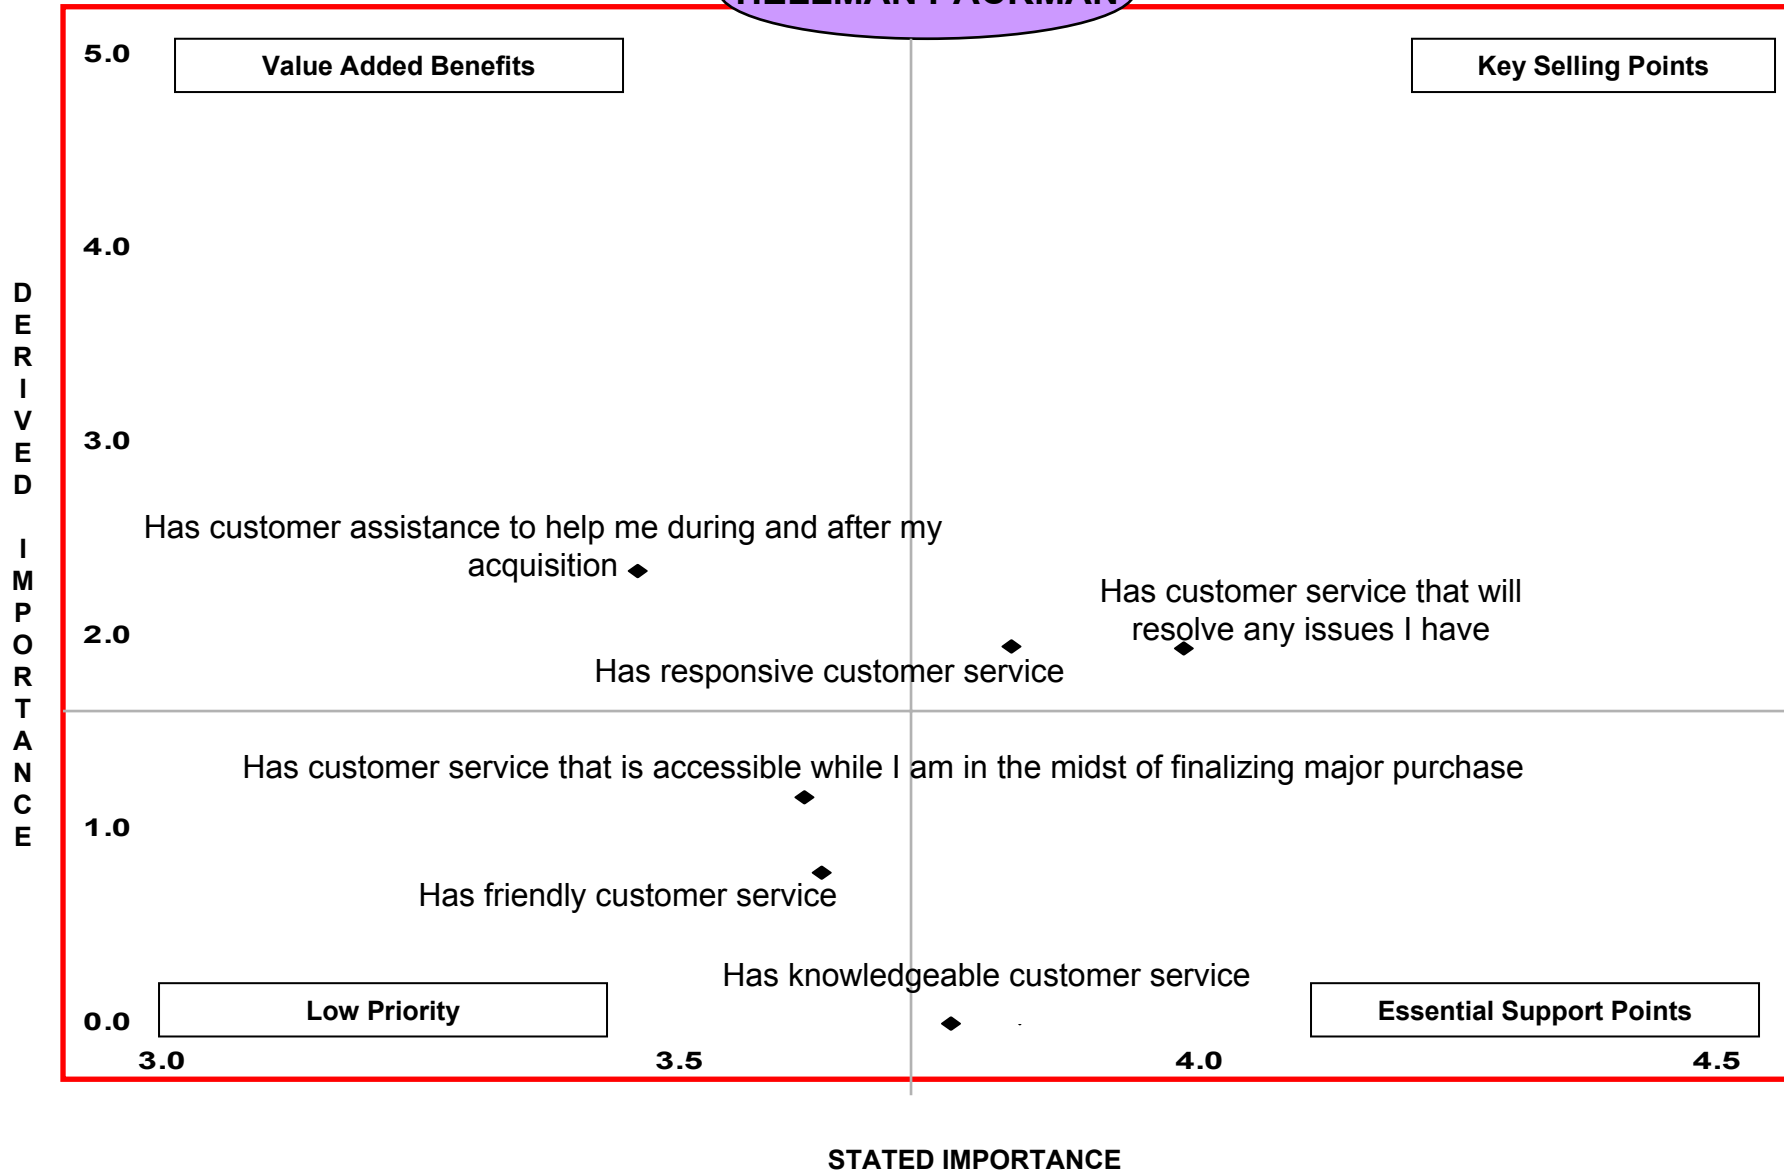 5.0
Value Added Benefits
Key Selling Points
4.0
DERIVED IMPORTANCE
3.0
Has customer assistance to help me during and after my
acquisition
Has customer service that will
resolve any issues I have
2.0
Has responsive customer service
Has customer service that is accessible while I am in the midst of finalizing major purchase
1.0
Has friendly customer service
Has knowledgeable customer service
Low Priority
Essential Support Points
0.0
3.0 3.5 4.0 4.5
STATED IMPORTANCE